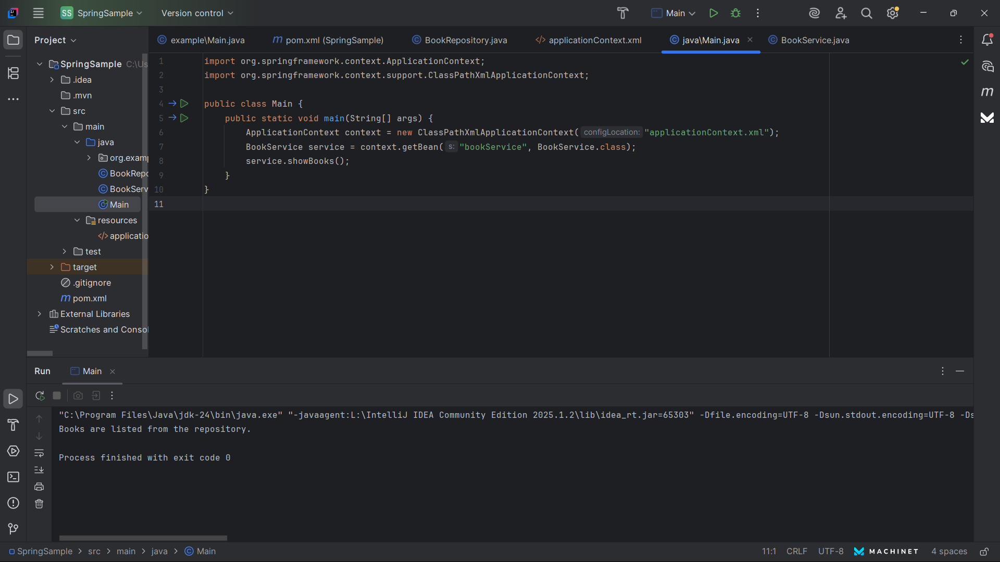 SS SpringSample Version control Main
Project
example\Main.java
pom.xml (SpringSample)
BookRepository.java
applicationContext.xml
java\Main.java
BookService.java
SpringSample C:\Us
.idea
.mvn
src
main
java
org.examp
BookRepo
BookServ
Main
resources
applicatio
test
target
.gitignore
pom.xml
External Libraries
Scratches and Consol
1 import org.springframework.context.ApplicationContext;
2 import org.springframework.context.support.ClassPathXmlApplicationContext;
3
4 public class Main {
5 public static void main(String[] args) {
6 ApplicationContext context = new ClassPathXmlApplicationContext( configLocation: "applicationContext.xml");
7 BookService service = context.getBean( s: "bookService", BookService.class);
8 service.showBooks();
9 }
10 }
11
Run Main
"C:\Program Files\Java\jdk-24\bin\java.exe" "-javaagent:L:\IntelliJ IDEA Community Edition 2025.1.2\lib\idea_rt.jar=65303" -Dfile.encoding=UTF-8 -Dsun.stdout.encoding=UTF-8 -Ds
Books are listed from the repository.
Process finished with exit code 0
SpringSample > src > main > java > Main
11:1 CRLF UTF-8 MACHINET 4 spaces